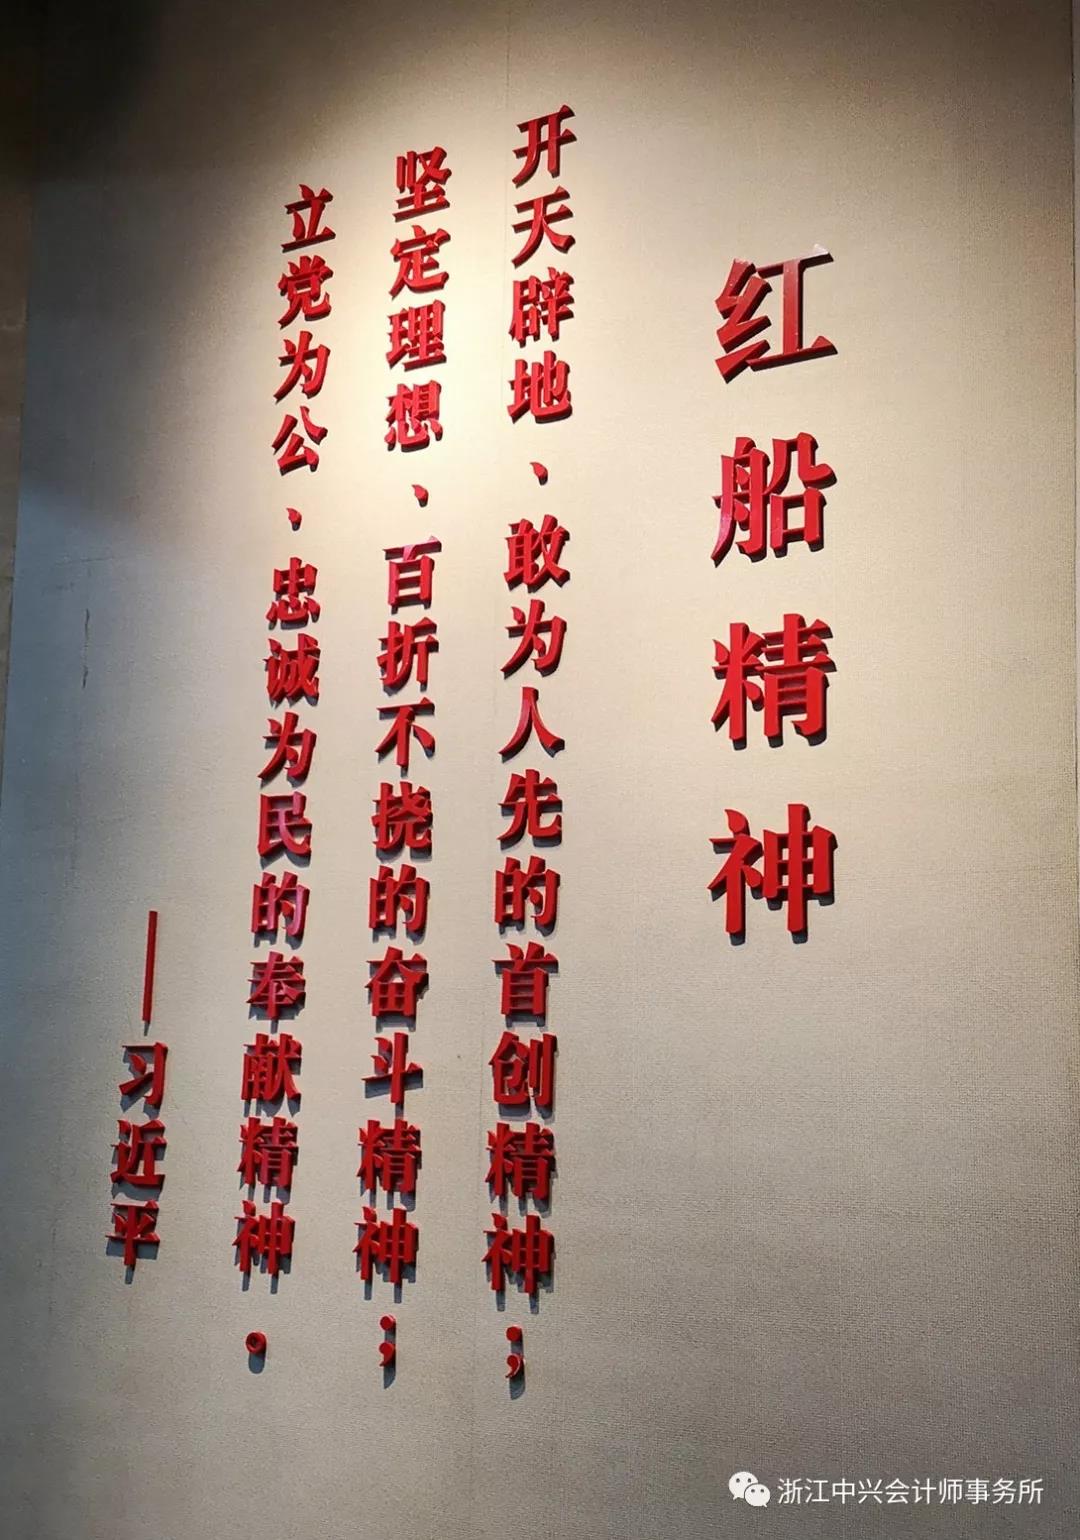 红船精神
开天辟地、敢为人先的首创精神；
坚定理想、百折不挠的奋斗精神；
立党为公、忠诚为民的奉献精神。
——习近平
浙江中兴会计师事务所